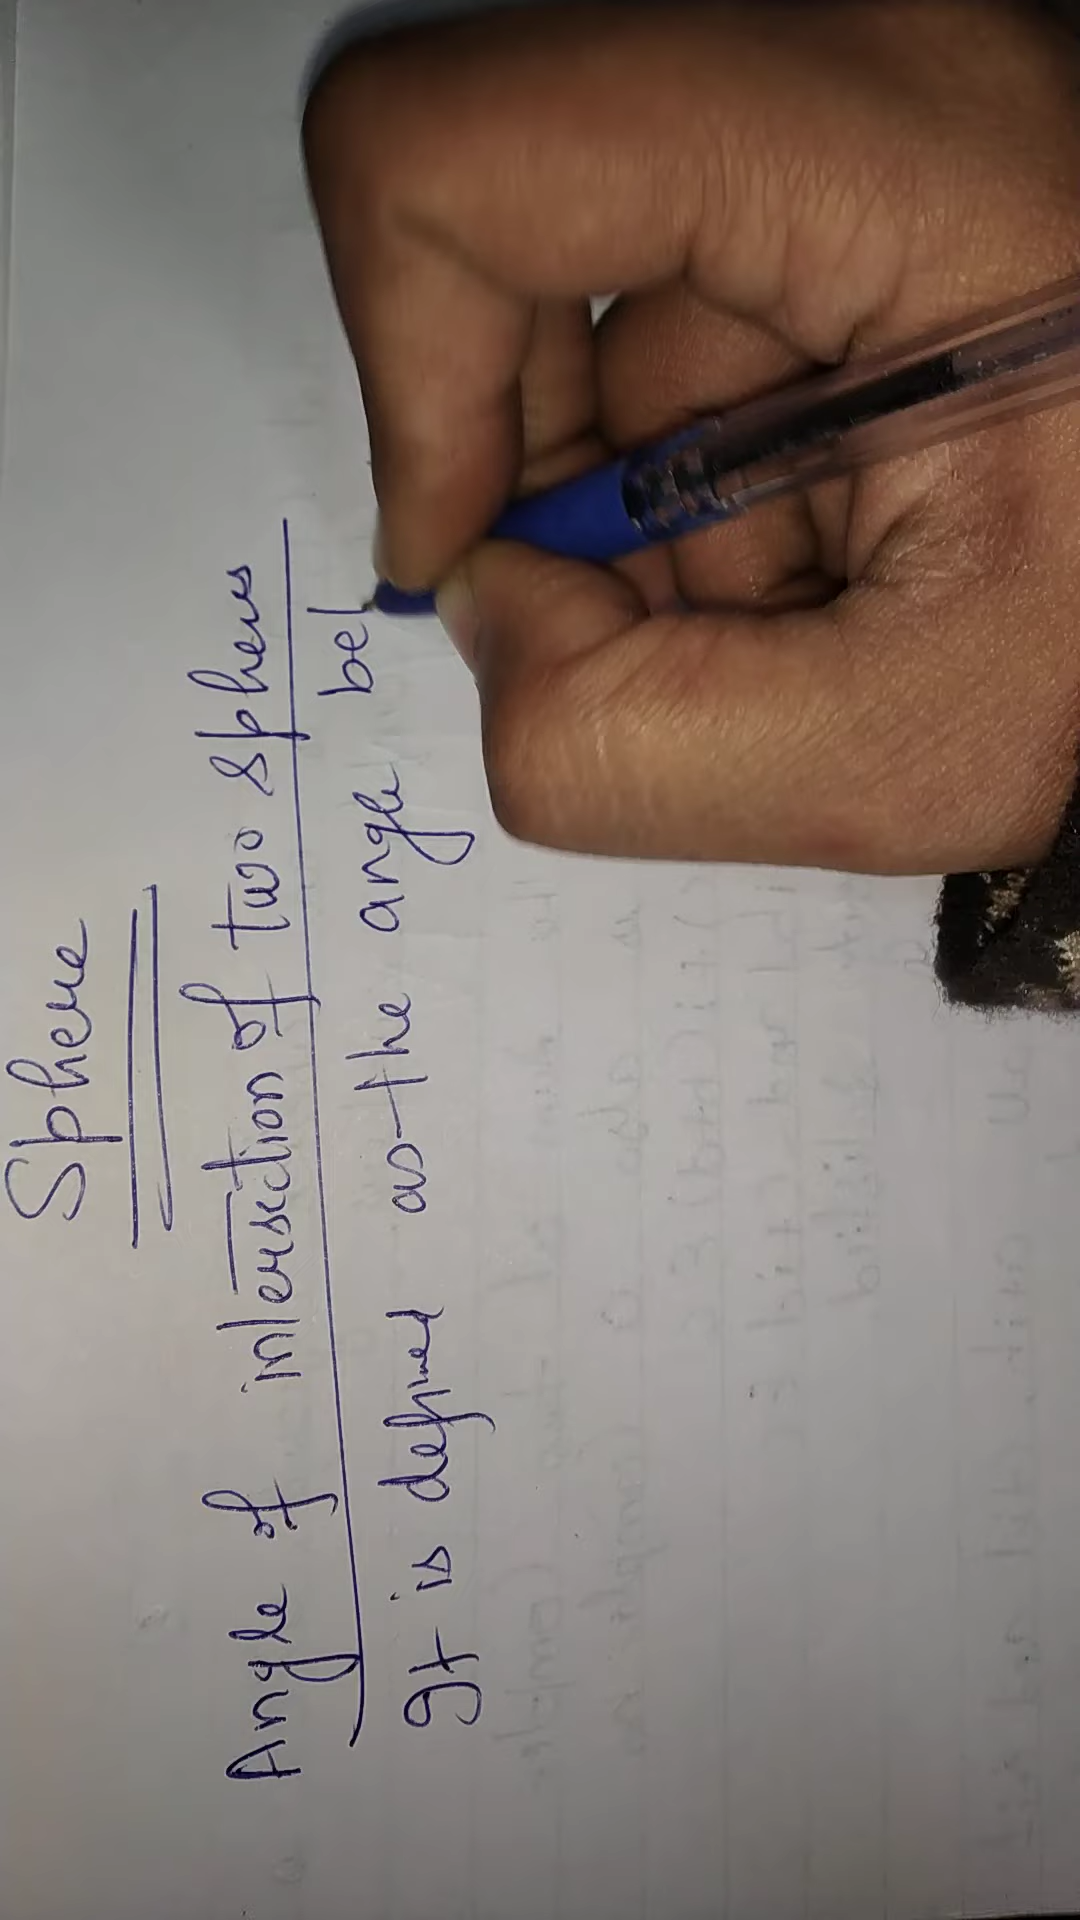 Sphere
Angle of intersection of two spheres
It is defined as the angle bet